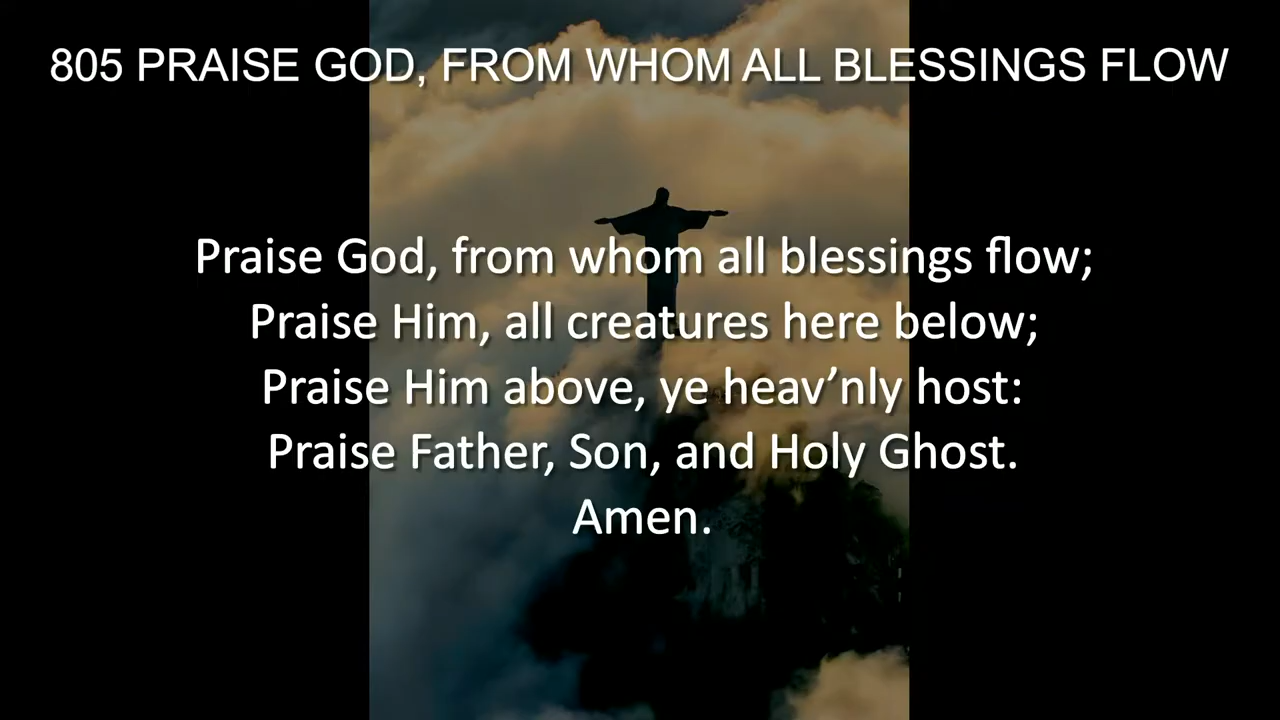 805 PRAISE GOD, FROM WHOM ALL BLESSINGS FLOW
Praise God, from whom all blessings flow;
Praise Him, all creatures here below;
Praise Him above, ye heav’nly host:
Praise Father, Son, and Holy Ghost.
Amen.